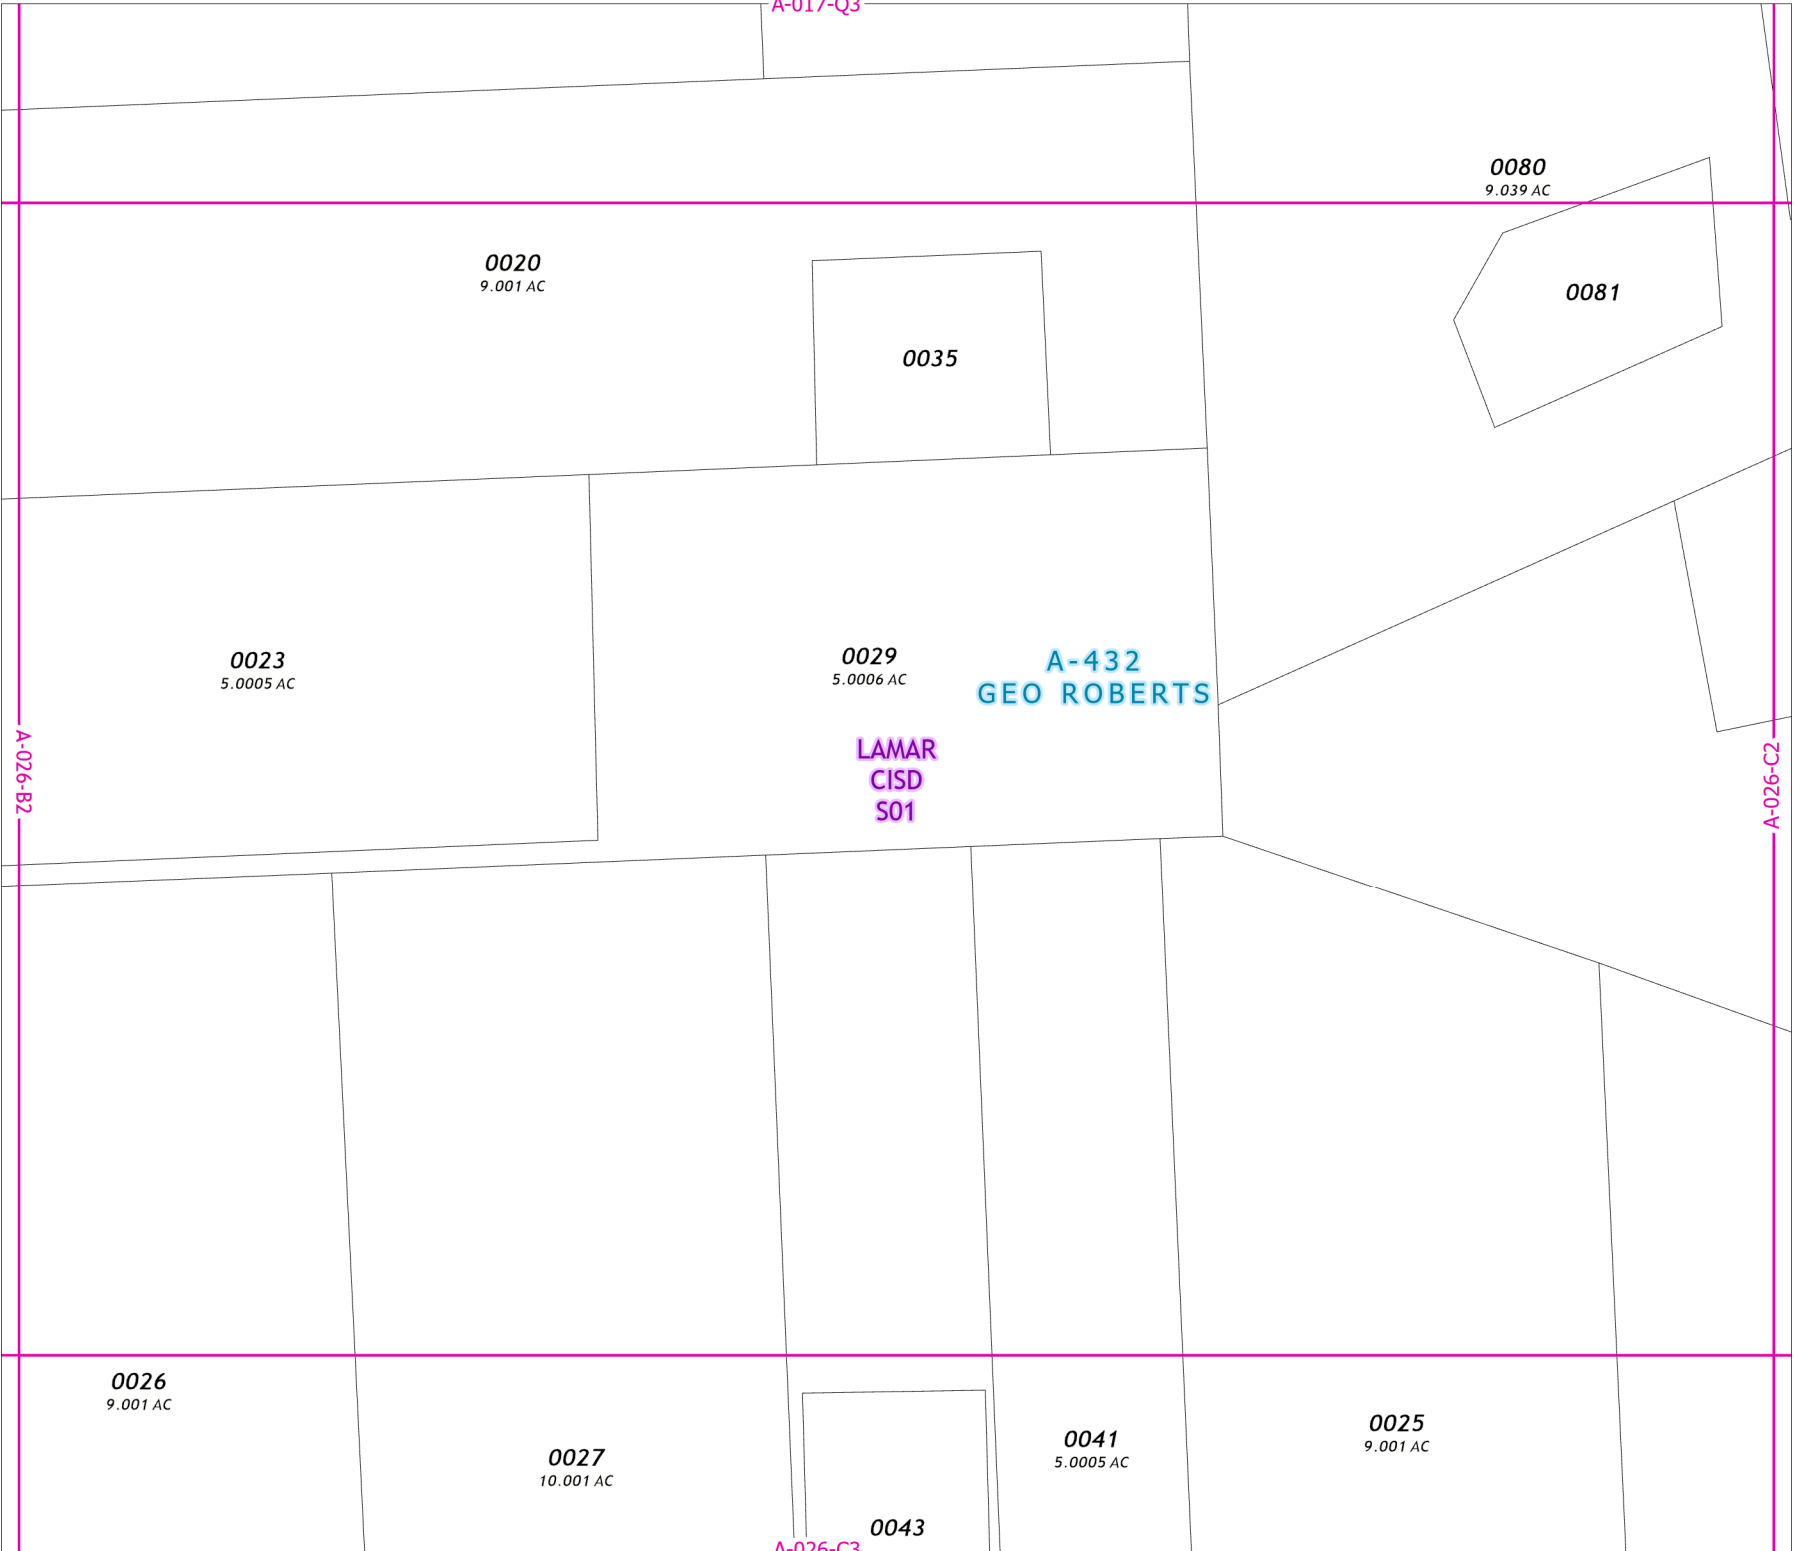 A-017-Q3
0080
9.039 AC
0020
9.001 AC
0081
0035
0023
5.0005 AC
0029
5.0006 AC
A-432
GEO ROBERTS
LAMAR
CISD
S01
A-026-B2
A-026-C2
0026
9.001 AC
0027
10.001 AC
0041
5.0005 AC
0025
9.001 AC
0043
A-026-C3